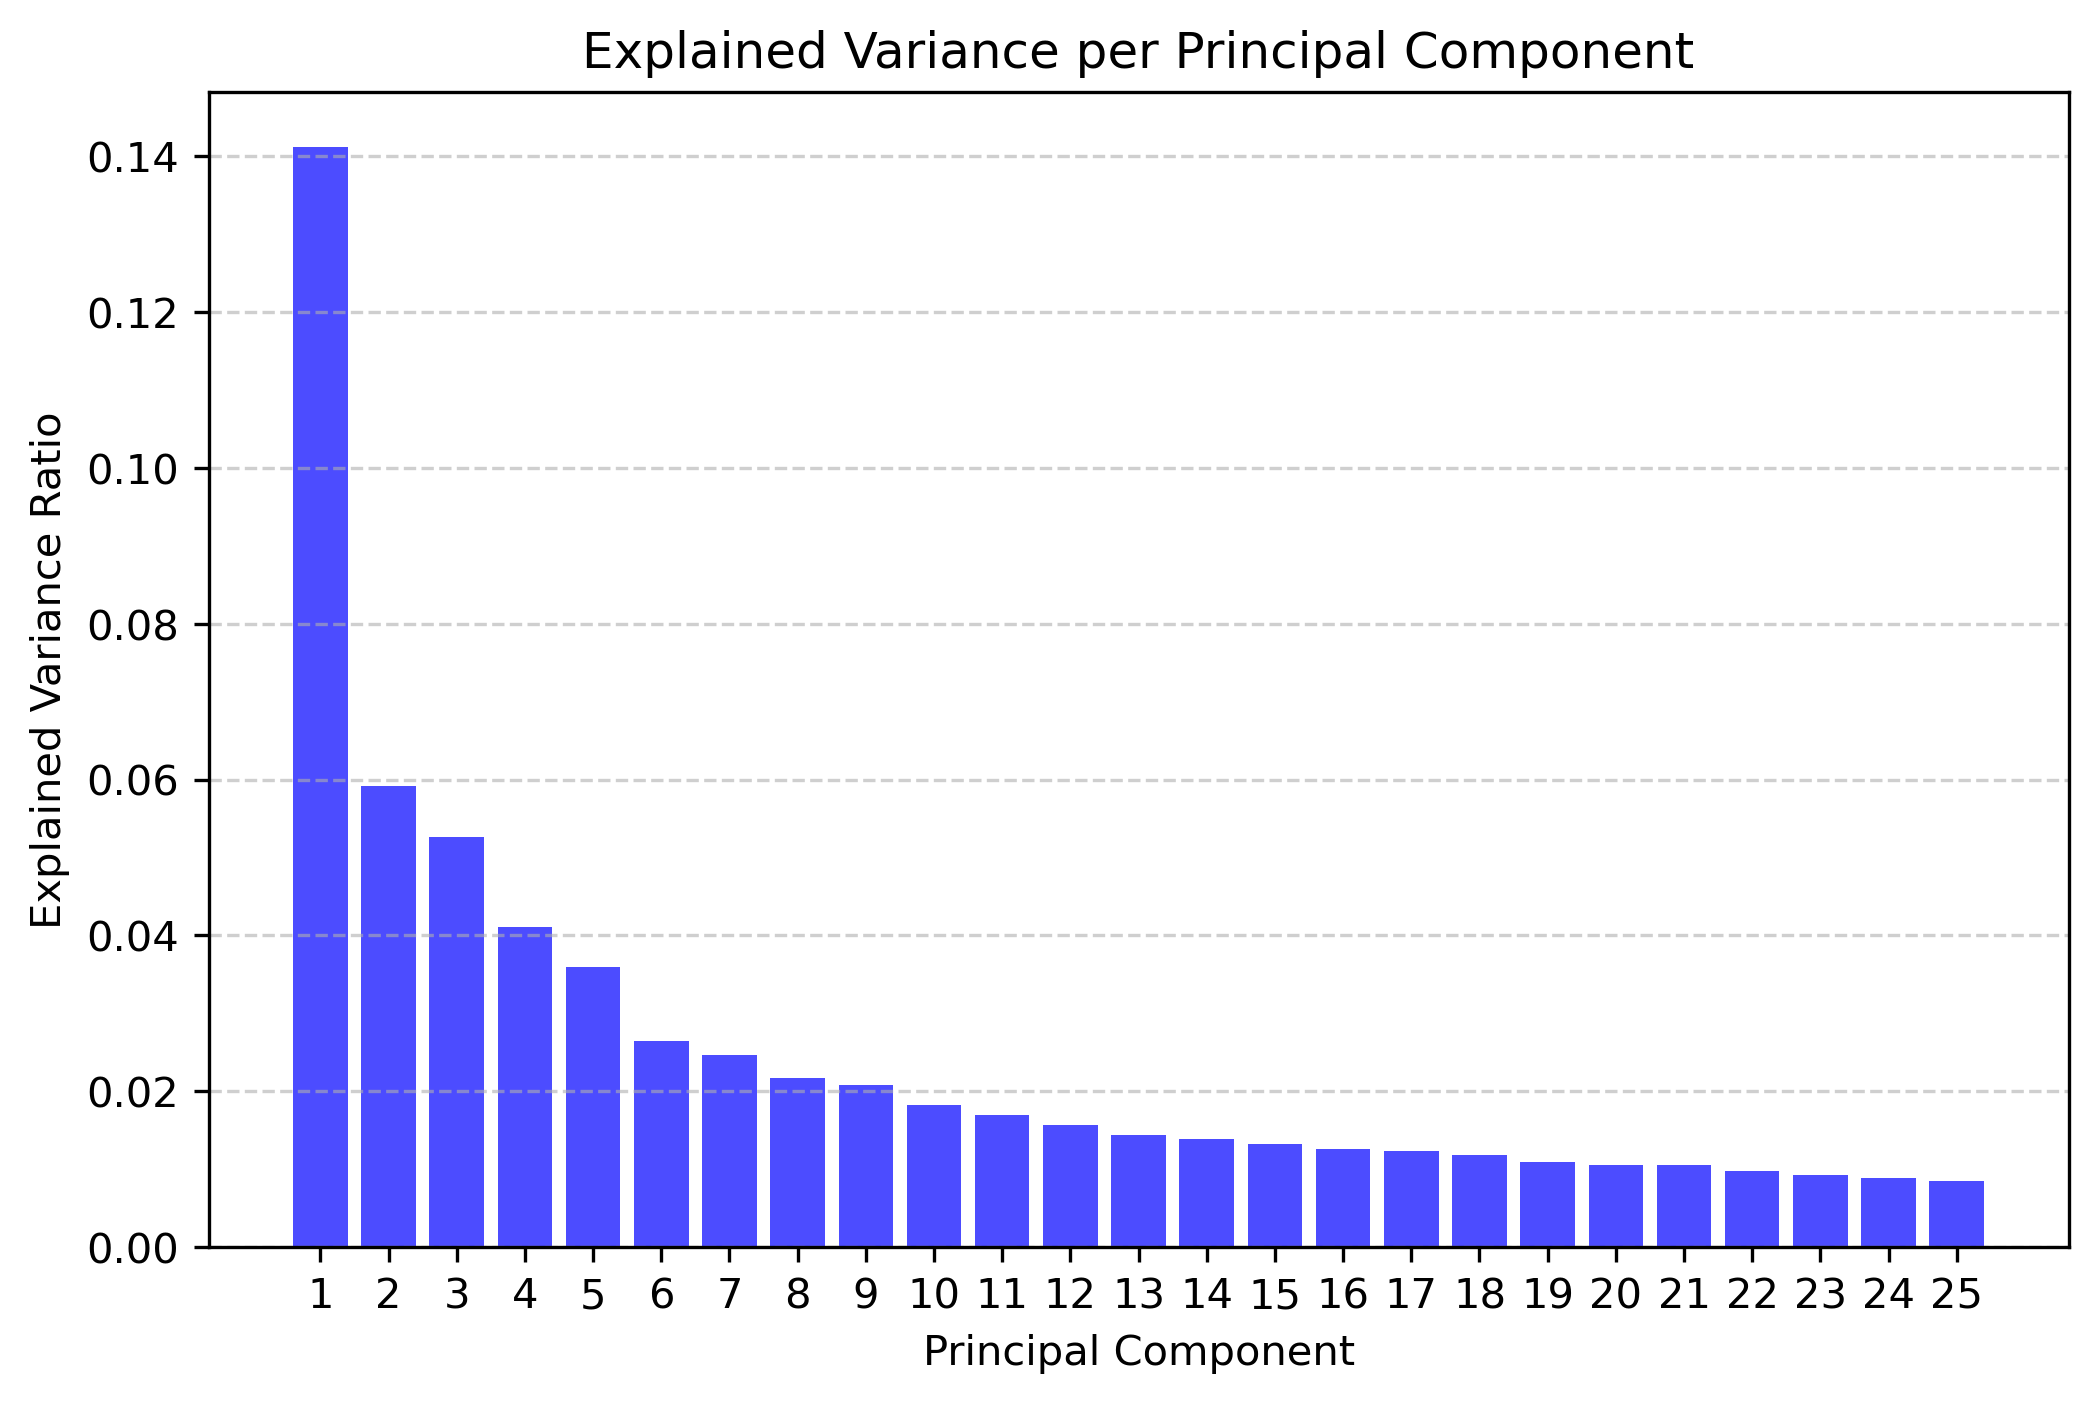 Explained Variance per Principal Component
Explained Variance Ratio
0.14
0.12
0.10
0.08
0.06
0.04
0.02
0.00
1 2 3 4 5 6 7 8 9 10 11 12 13 14 15 16 17 18 19 20 21 22 23 24 25
Principal Component